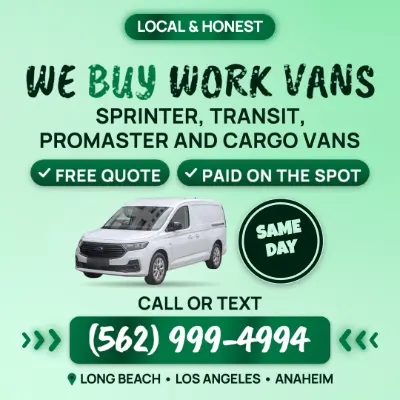 LOCAL & HONEST
WE BUY WORK VANS
SPRINTER, TRANSIT,
PROMASTER AND CARGO VANS
FREE QUOTE
PAID ON THE SPOT
SAME
DAY
CALL OR TEXT
(562) 999-4994
LONG BEACH • LOS ANGELES • ANAHEIM